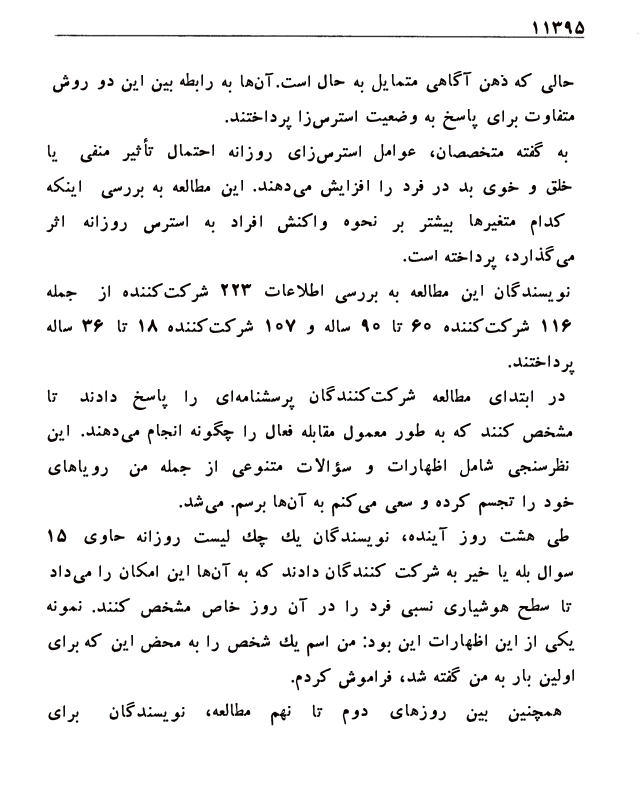 ۱۱۳۹۵
حالی که ذهن آگاهی متمایل به حال است.آن‌ها به رابطه بین این دو روش
متفاوت برای پاسخ به وضعیت استرس‌زا پرداختند.
به گفته متخصصان، عوامل استرس‌زای روزانه احتمال تأثیر منفی یا
خلق و خوی بد در فرد را افزایش می‌دهند. این مطالعه به بررسی اینکه
کدام متغیرها بیشتر بر نحوه واکنش افراد به استرس روزانه اثر
می‌گذارد، پرداخته است.
نویسندگان این مطالعه به بررسی اطلاعات ۲۲۳ شرکت‌کننده از جمله
۱۱۶ شرکت‌کننده ۶۰ تا ۹۰ ساله و ۱۰۷ شرکت‌کننده ۱۸ تا ۳۶ ساله
پرداختند.
در ابتدای مطالعه شرکت‌کنندگان پرسشنامه‌ای را پاسخ دادند تا
مشخص کنند که به طور معمول مقابله فعال را چگونه انجام می‌دهند. این
نظرسنجی شامل اظهارات و سؤالات متنوعی از جمله من رویاهای
خود را تجسم کرده و سعی می‌کنم به آن‌ها برسم. می‌شد.
طی هشت روز آینده، نویسندگان یك چك لیست روزانه حاوی ۱۵
سوال بله یا خیر به شرکت کنندگان دادند که به آن‌ها این امکان را می‌داد
تا سطح هوشیاری نسبی فرد را در آن روز خاص مشخص کنند. نمونه
یکی از این اظهارات این بود: من اسم یك شخص را به محض این که برای
اولین بار به من گفته شد، فراموش کردم.
همچنین بین روزهای دوم تا نهم مطالعه، نویسندگان برای